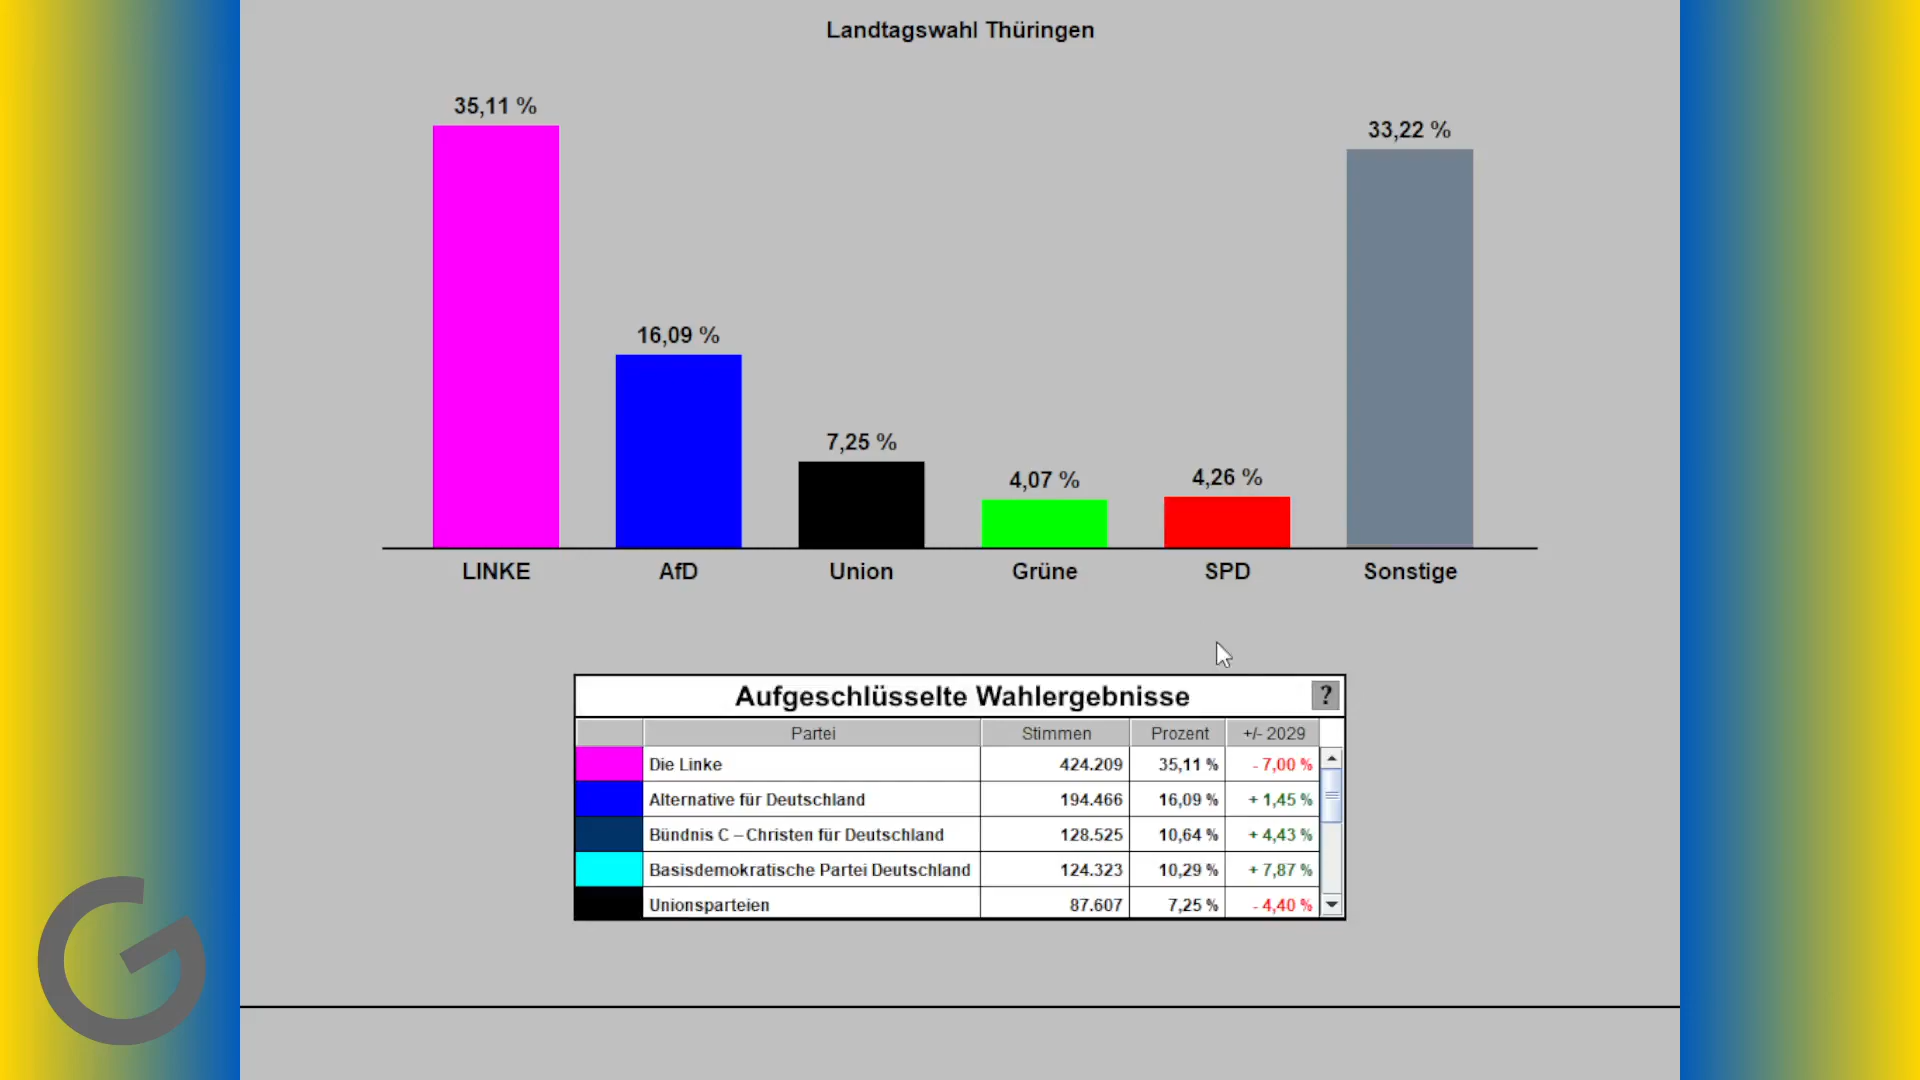 Landtagswahl Thüringen
35,11 %
33,22 %
16,09 %
7,25 %
4,07 %
4,26 %
LINKE AfD Union Grüne SPD Sonstige
Aufgeschlüsselte Wahlergebnisse ?
Partei Stimmen Prozent +/- 2029
Die Linke 424.209 35,11 % - 7,00 %
Alternative für Deutschland 194.466 16,09 % + 1,45 %
Bündnis C – Christen für Deutschland 128.525 10,64 % + 4,43 %
Basisdemokratische Partei Deutschland 124.323 10,29 % + 7,87 %
Unionsparteien 87.607 7,25 % - 4,40 %
G